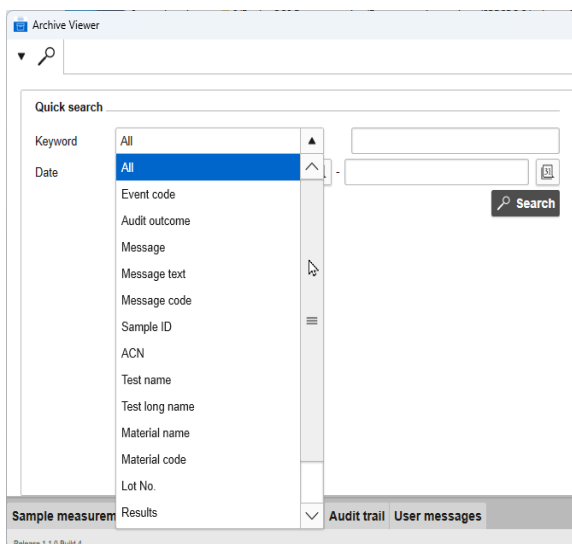 Archive Viewer
Quick search
Keyword All
Date -
31
Search
All
Event code
Audit outcome
Message
Message text
Message code
Sample ID
ACN
Test name
Test long name
Material name
Material code
Lot No.
Results
Sample measurem Audit trail User messages